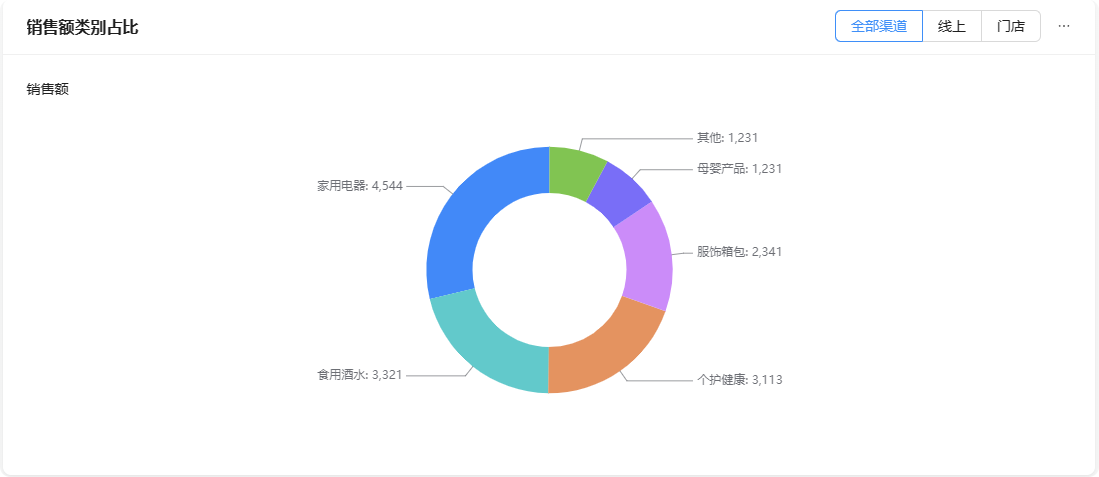 销售额类别占比
全部渠道 线上 门店 ···
销售额
其他: 1,231
母婴产品: 1,231
家用电器: 4,544
服饰箱包: 2,341
食用酒水: 3,321
个护健康: 3,113